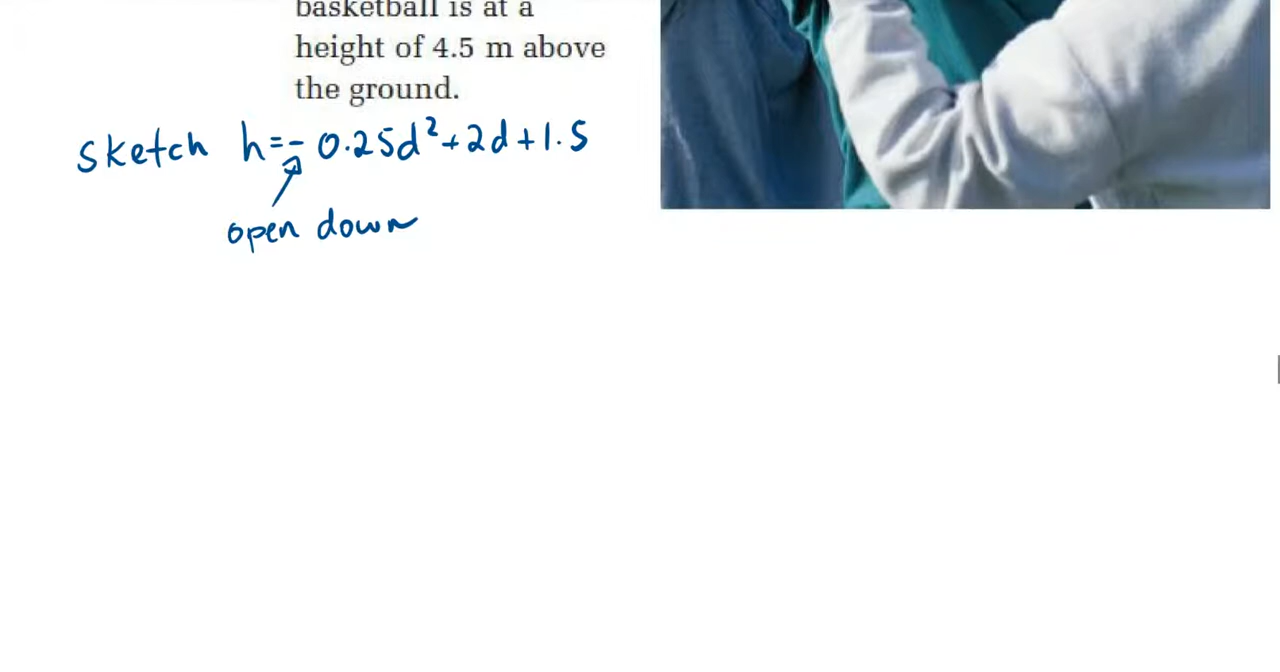 basketball is at a
height of 4.5 m above
the ground.
sketch h=-0.25d²+2d+1.5
open down